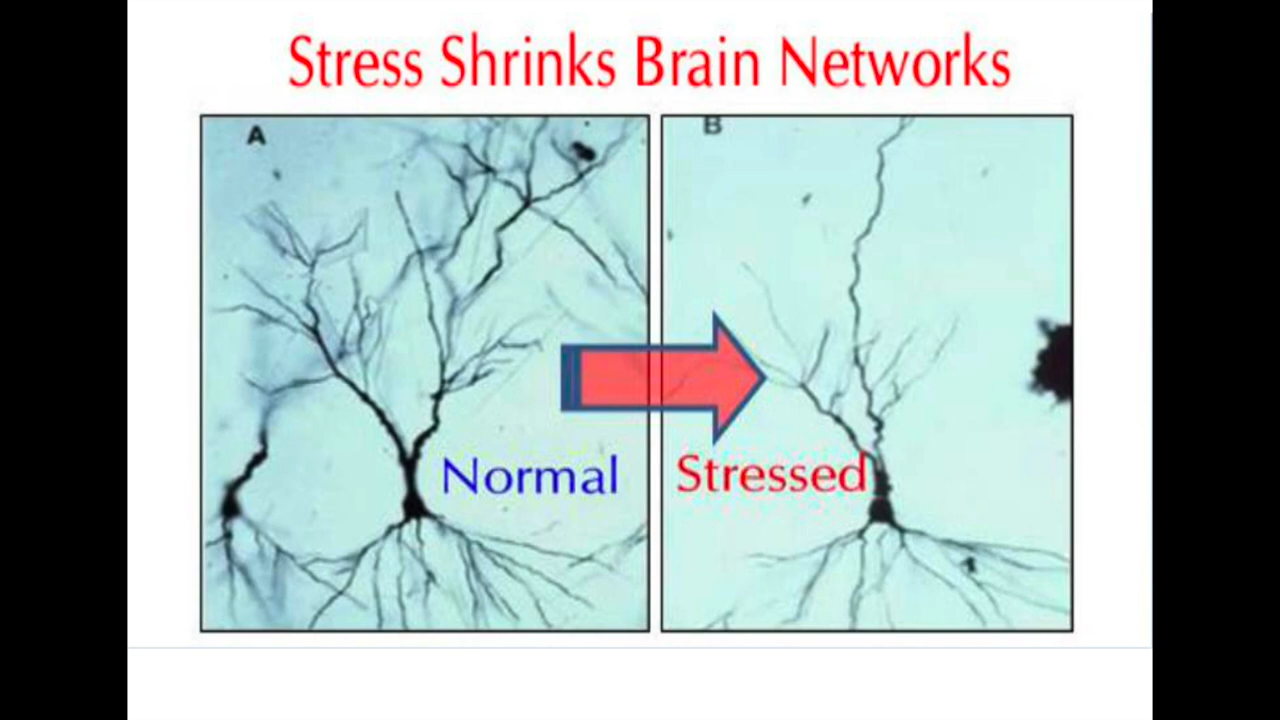 Stress Shrinks Brain Networks
A
B
Normal
Stressed